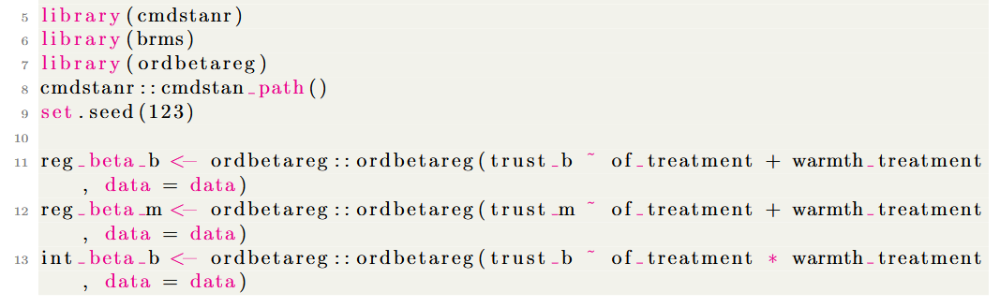 5 library(cmdstanr)
6 library(brms)
7 library(ordbetareg)
8 cmdstanr::cmdstan_path()
9 set.seed(123)
10
11 reg_beta_b <- ordbetareg::ordbetareg(trust_b ~ of_treatment + warmth_treatment
, data = data)
12 reg_beta_m <- ordbetareg::ordbetareg(trust_m ~ of_treatment + warmth_treatment
, data = data)
13 int_beta_b <- ordbetareg::ordbetareg(trust_b ~ of_treatment * warmth_treatment
, data = data)